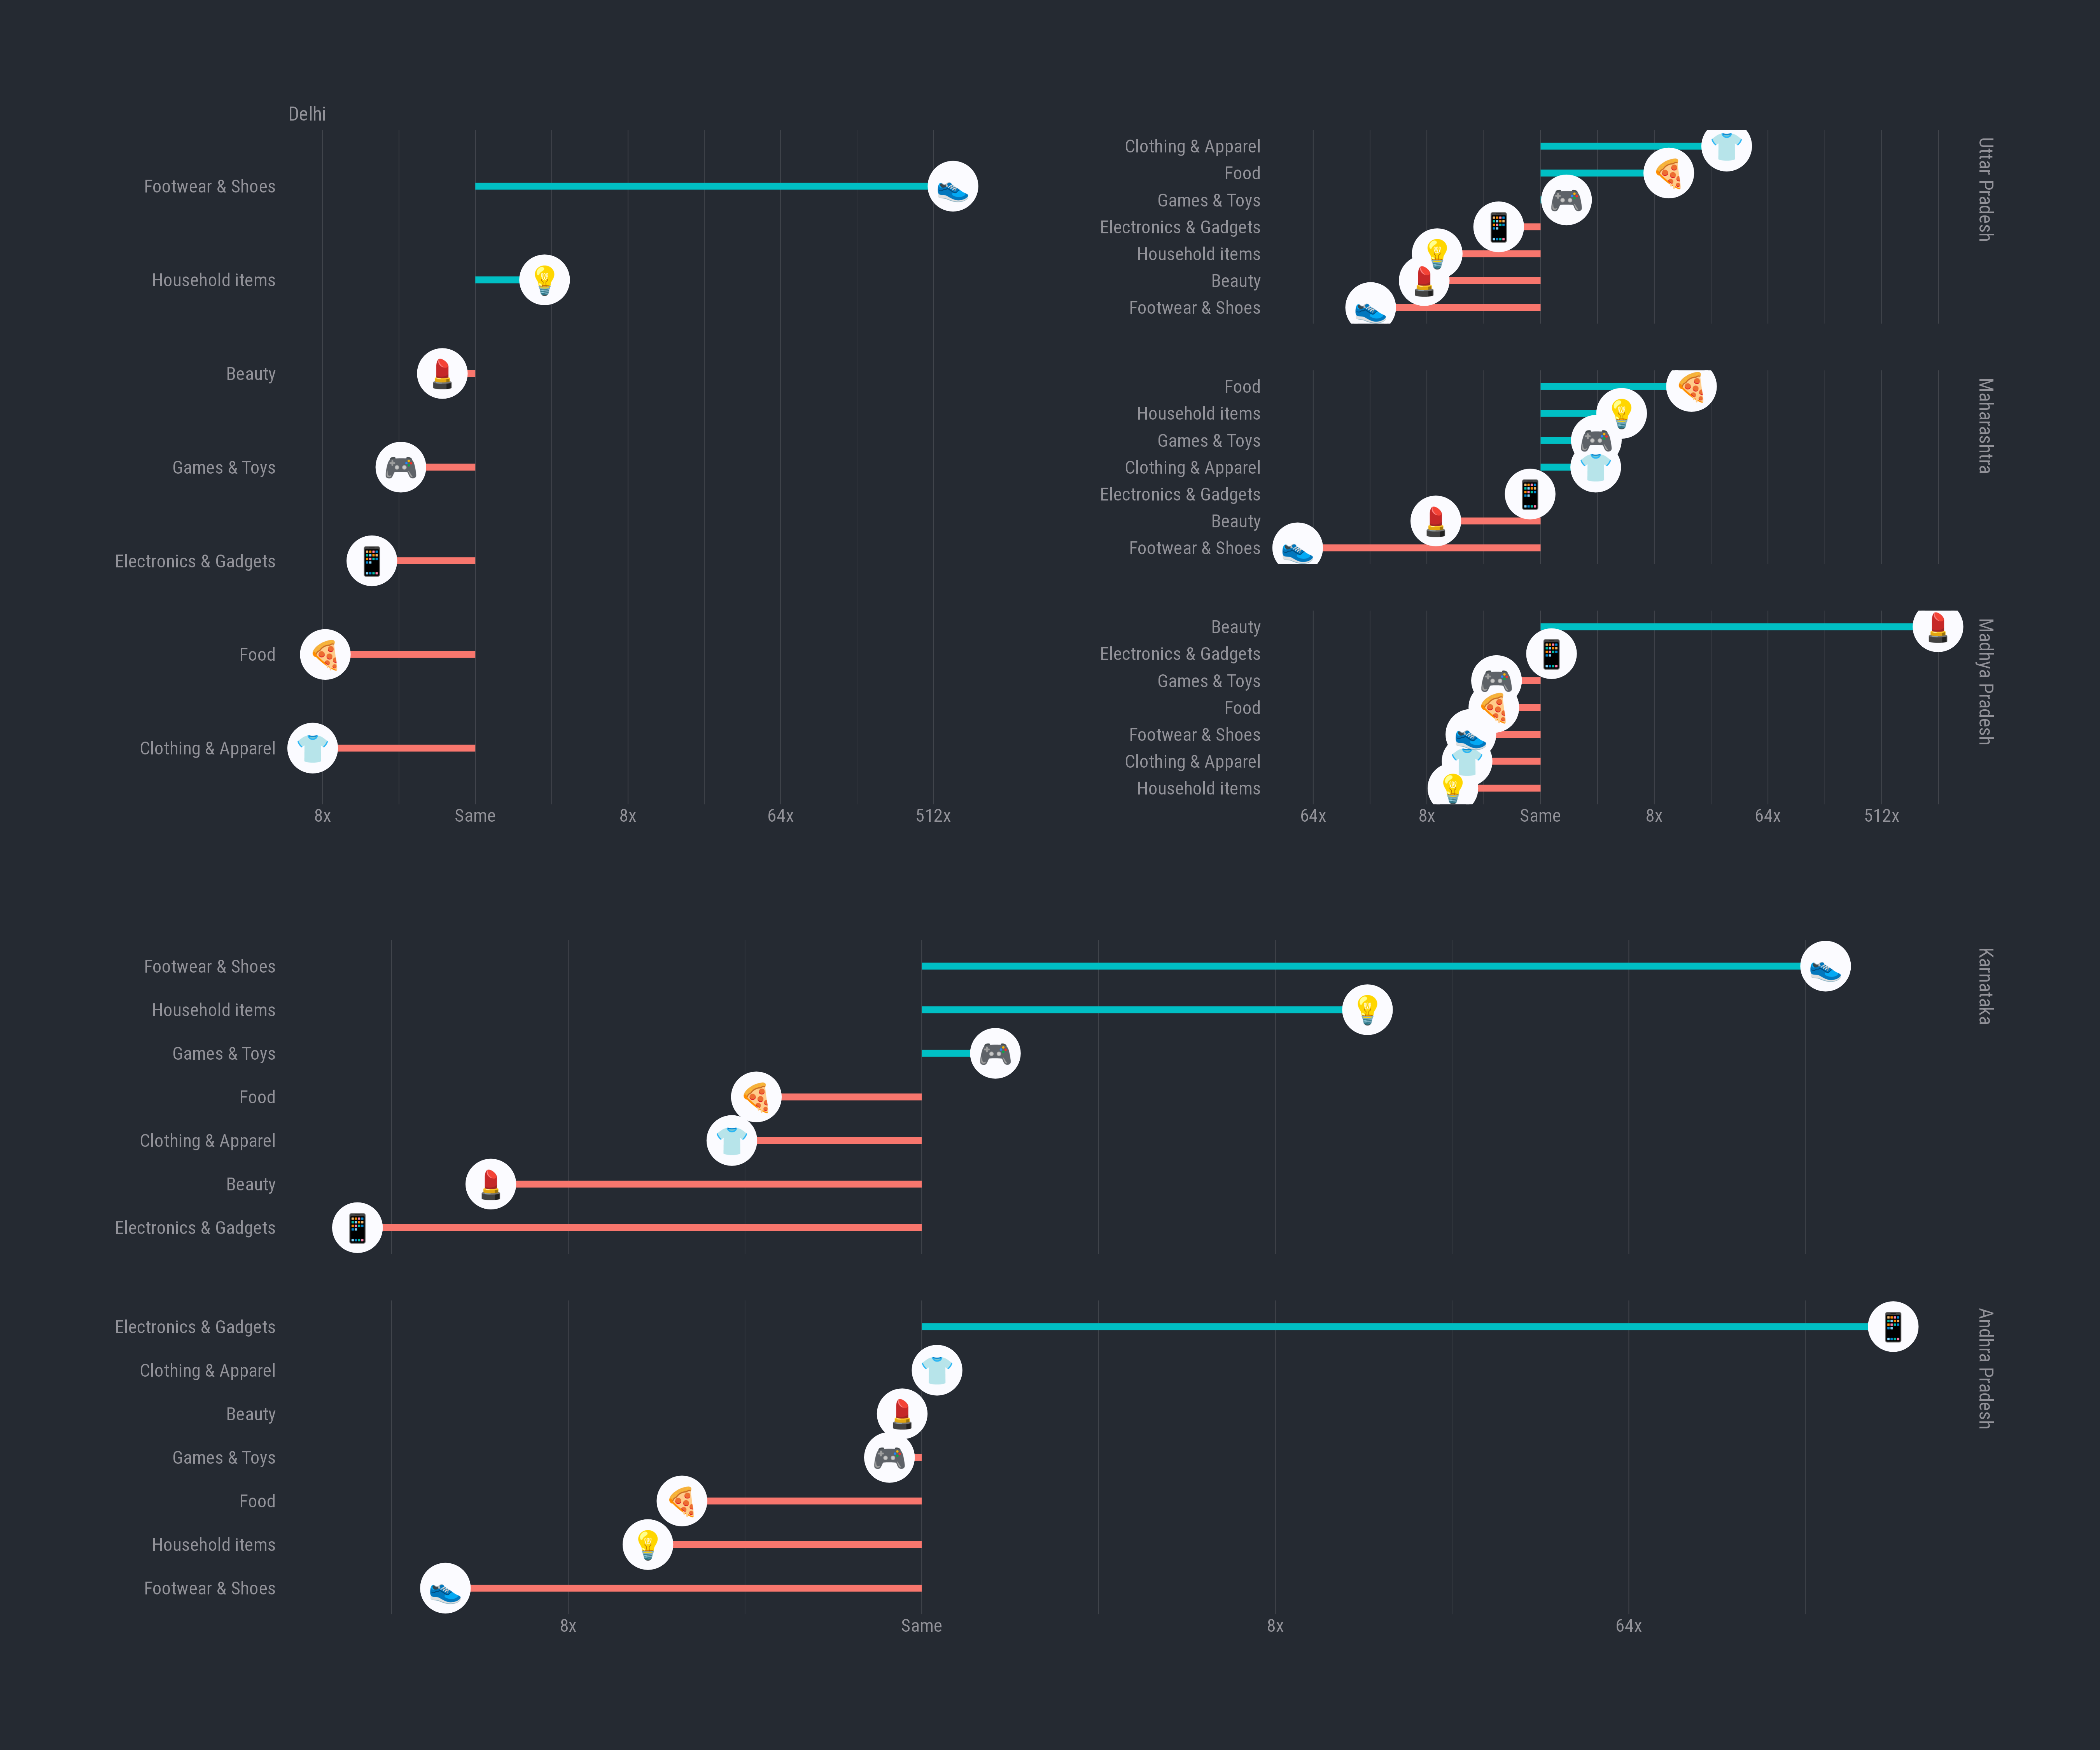 Delhi
Footwear & Shoes
Household items
Beauty
Games & Toys
Electronics & Gadgets
Food
Clothing & Apparel
8x
Same
8x
64x
512x
Clothing & Apparel
Food
Games & Toys
Electronics & Gadgets
Household items
Beauty
Footwear & Shoes
Uttar Pradesh
Food
Household items
Games & Toys
Clothing & Apparel
Electronics & Gadgets
Beauty
Footwear & Shoes
Maharashtra
Beauty
Electronics & Gadgets
Games & Toys
Food
Footwear & Shoes
Clothing & Apparel
Household items
Madhya Pradesh
64x
8x
Same
8x
64x
512x
Footwear & Shoes
Household items
Games & Toys
Food
Clothing & Apparel
Beauty
Electronics & Gadgets
Karnataka
Electronics & Gadgets
Clothing & Apparel
Beauty
Games & Toys
Food
Household items
Footwear & Shoes
Andhra Pradesh
8x
Same
8x
64x